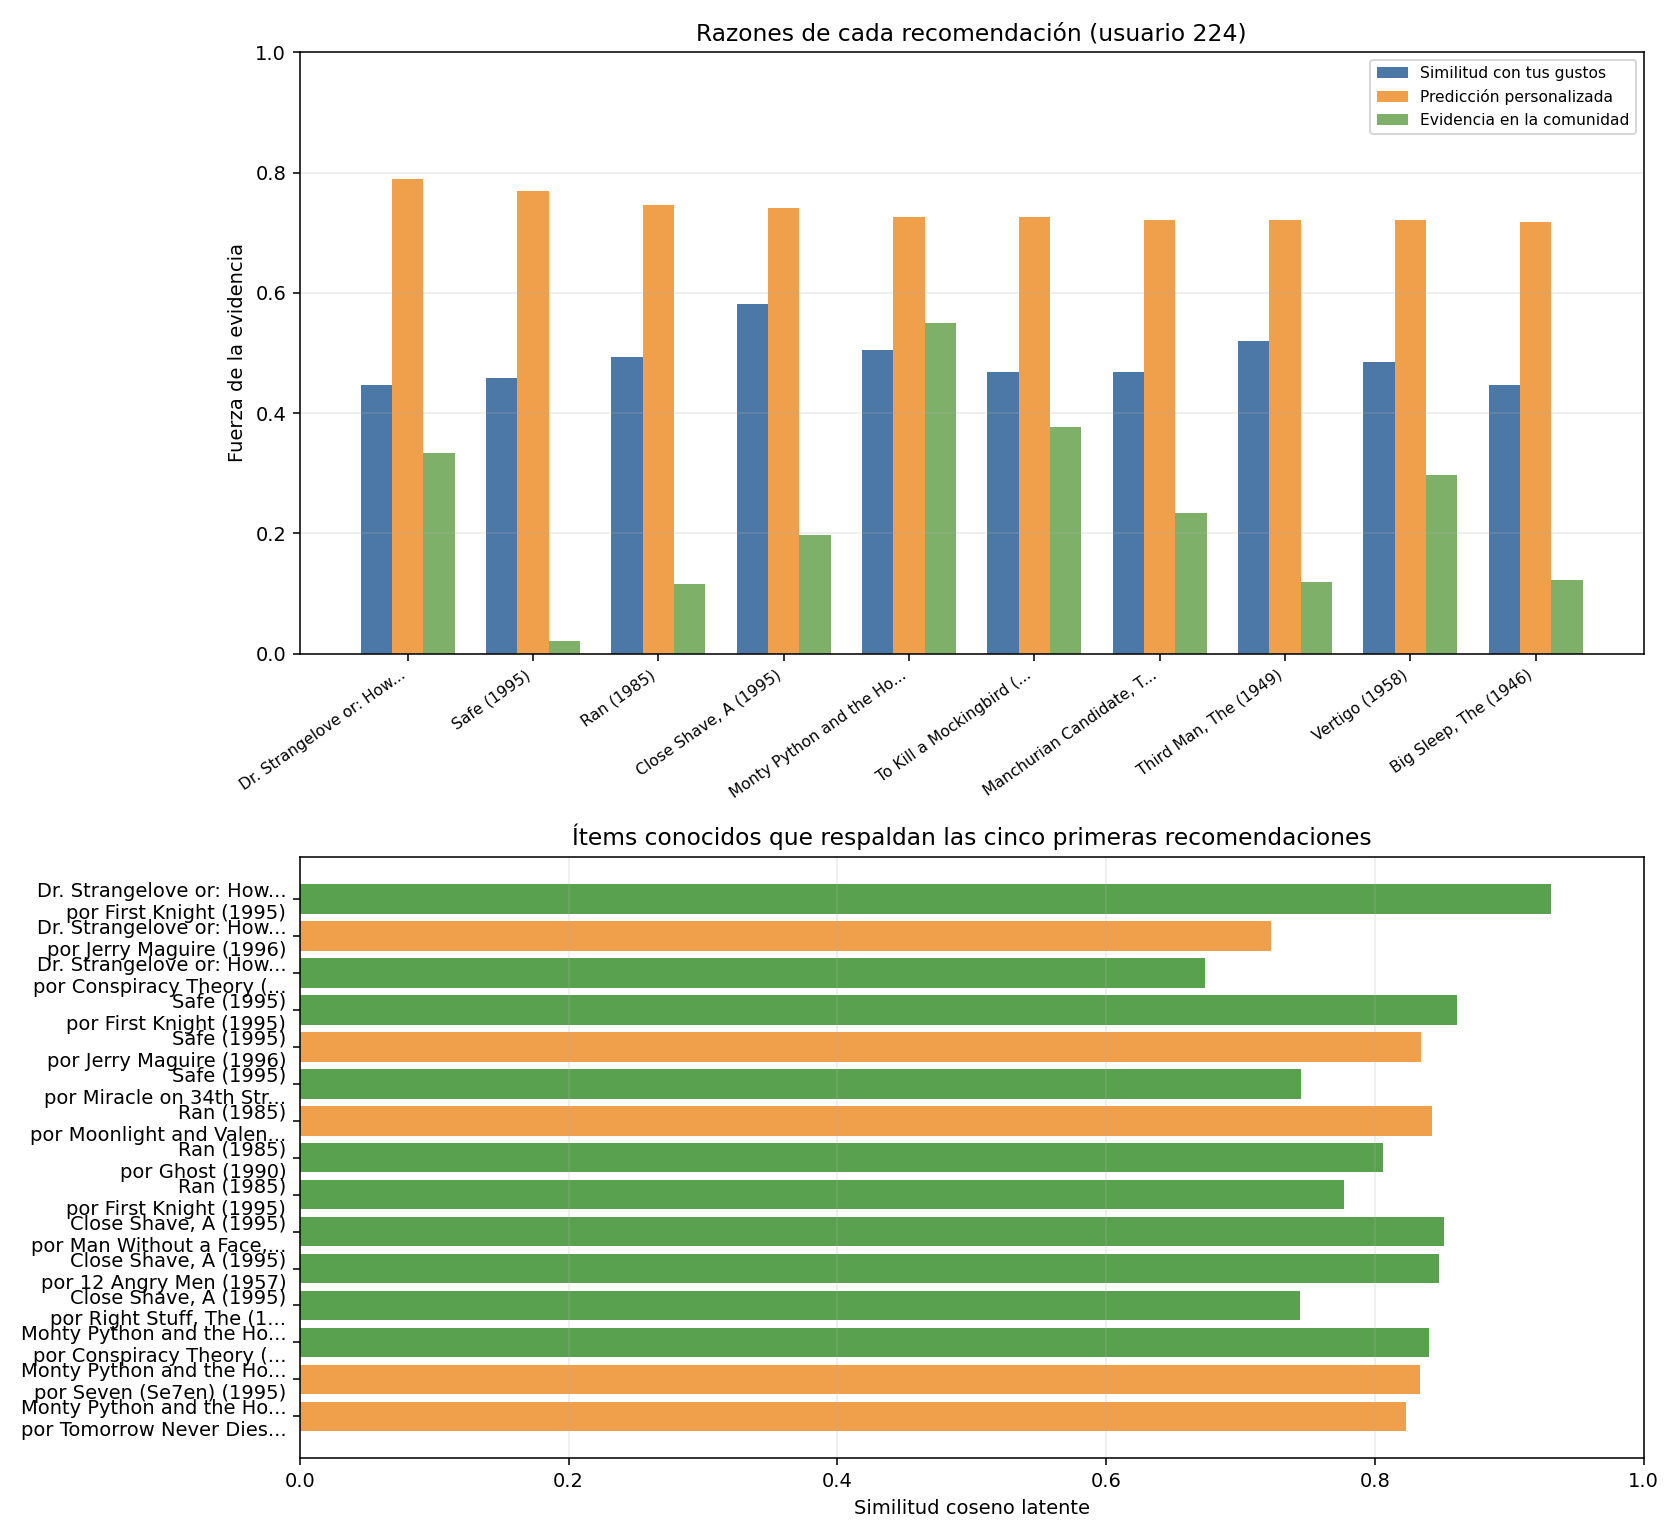 Razones de cada recomendación (usuario 224)
Similitud con tus gustos
Predicción personalizada
Evidencia en la comunidad
Fuerza de la evidencia
1.0
0.8
0.6
0.4
0.2
0.0
Dr. Strangelove or: How...
Safe (1995)
Ran (1985)
Close Shave, A (1995)
Monty Python and the Ho...
To Kill a Mockingbird (...
Manchurian Candidate, T...
Third Man, The (1949)
Vertigo (1958)
Big Sleep, The (1946)
Ítems conocidos que respaldan las cinco primeras recomendaciones
Dr. Strangelove or: How...
por First Knight (1995)
Dr. Strangelove or: How...
por Jerry Maguire (1996)
Dr. Strangelove or: How...
por Conspiracy Theory (...
Safe (1995)
por First Knight (1995)
Safe (1995)
por Jerry Maguire (1996)
Safe (1995)
por Miracle on 34th Str...
Ran (1985)
por Moonlight and Valen...
Ran (1985)
por Ghost (1990)
Ran (1985)
por First Knight (1995)
Close Shave, A (1995)
por Man Without a Face,...
Close Shave, A (1995)
por 12 Angry Men (1957)
Close Shave, A (1995)
por Right Stuff, The (1...
Monty Python and the Ho...
por Conspiracy Theory (...
Monty Python and the Ho...
por Seven (Se7en) (1995)
Monty Python and the Ho...
por Tomorrow Never Dies...
0.0
0.2
0.4
0.6
0.8
1.0
Similitud coseno latente